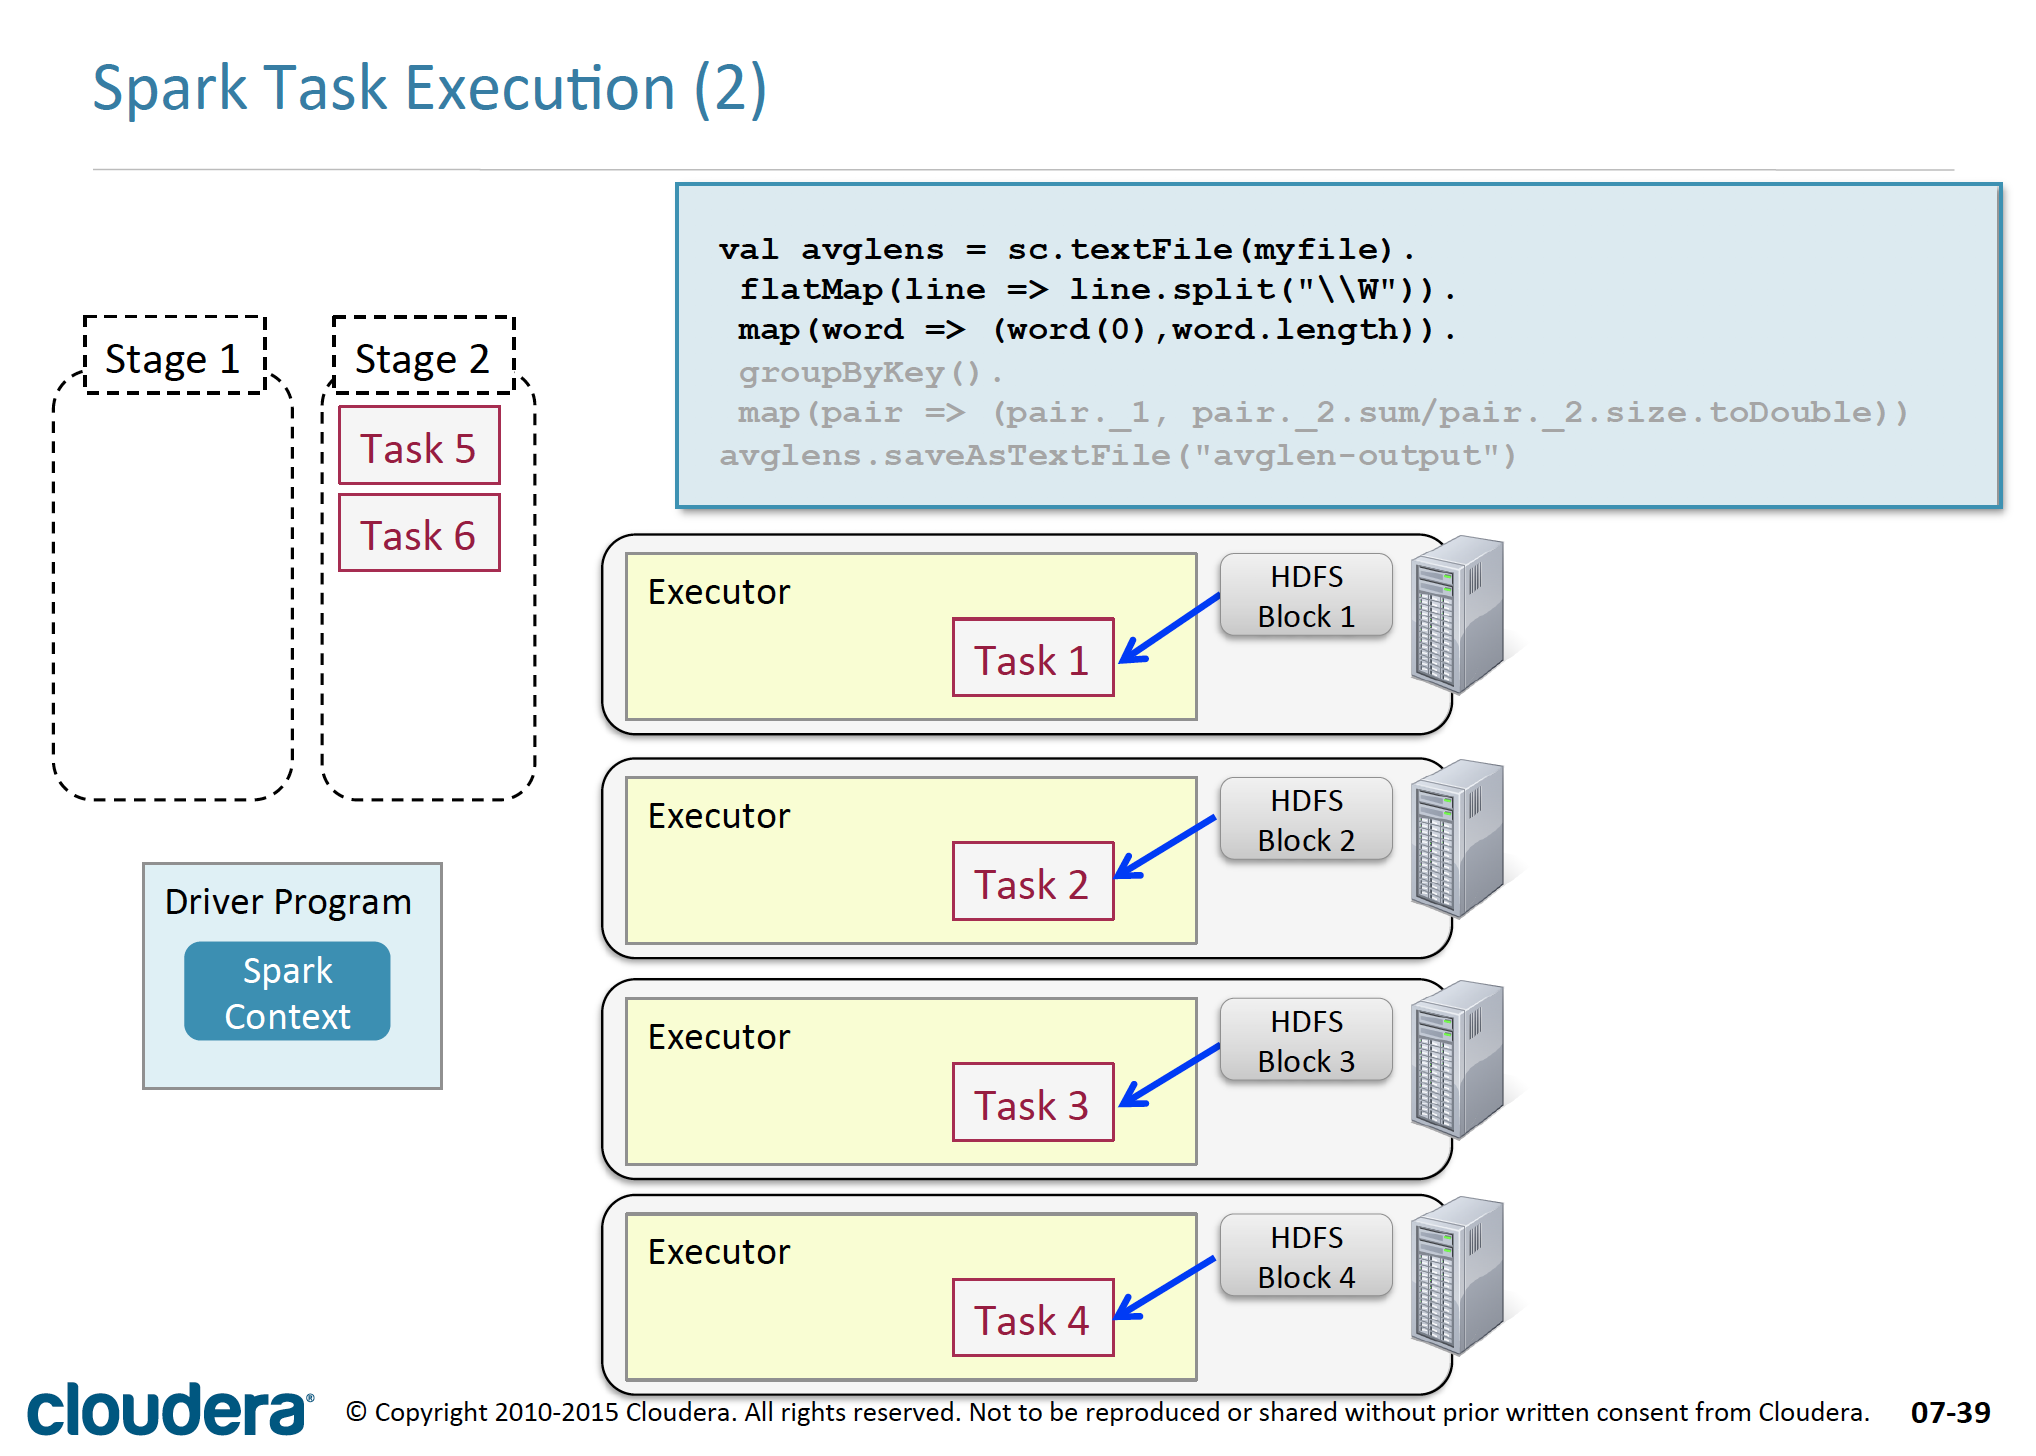 Spark Task Execution (2)
val avglens = sc.textFile(myfile).
flatMap(line => line.split("\\W")).
map(word => (word(0),word.length)).
groupByKey().
map(pair => (pair._1, pair._2.sum/pair._2.size.toDouble))
avglens.saveAsTextFile("avglen-output")
Stage 1
Stage 2
Task 5
Task 6
Driver Program
Spark
Context
Executor
Task 1
HDFS
Block 1
Executor
Task 2
HDFS
Block 2
Executor
Task 3
HDFS
Block 3
Executor
Task 4
HDFS
Block 4
cloudera®
© Copyright 2010-2015 Cloudera. All rights reserved. Not to be reproduced or shared without prior written consent from Cloudera.
07-39